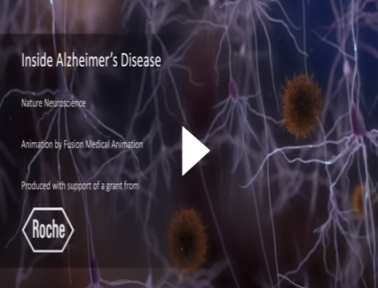 Inside Alzheimer's Disease
Nature Neuroscience
Animation by Fusion Medical Animation
Produced with support of a grant from
Roche